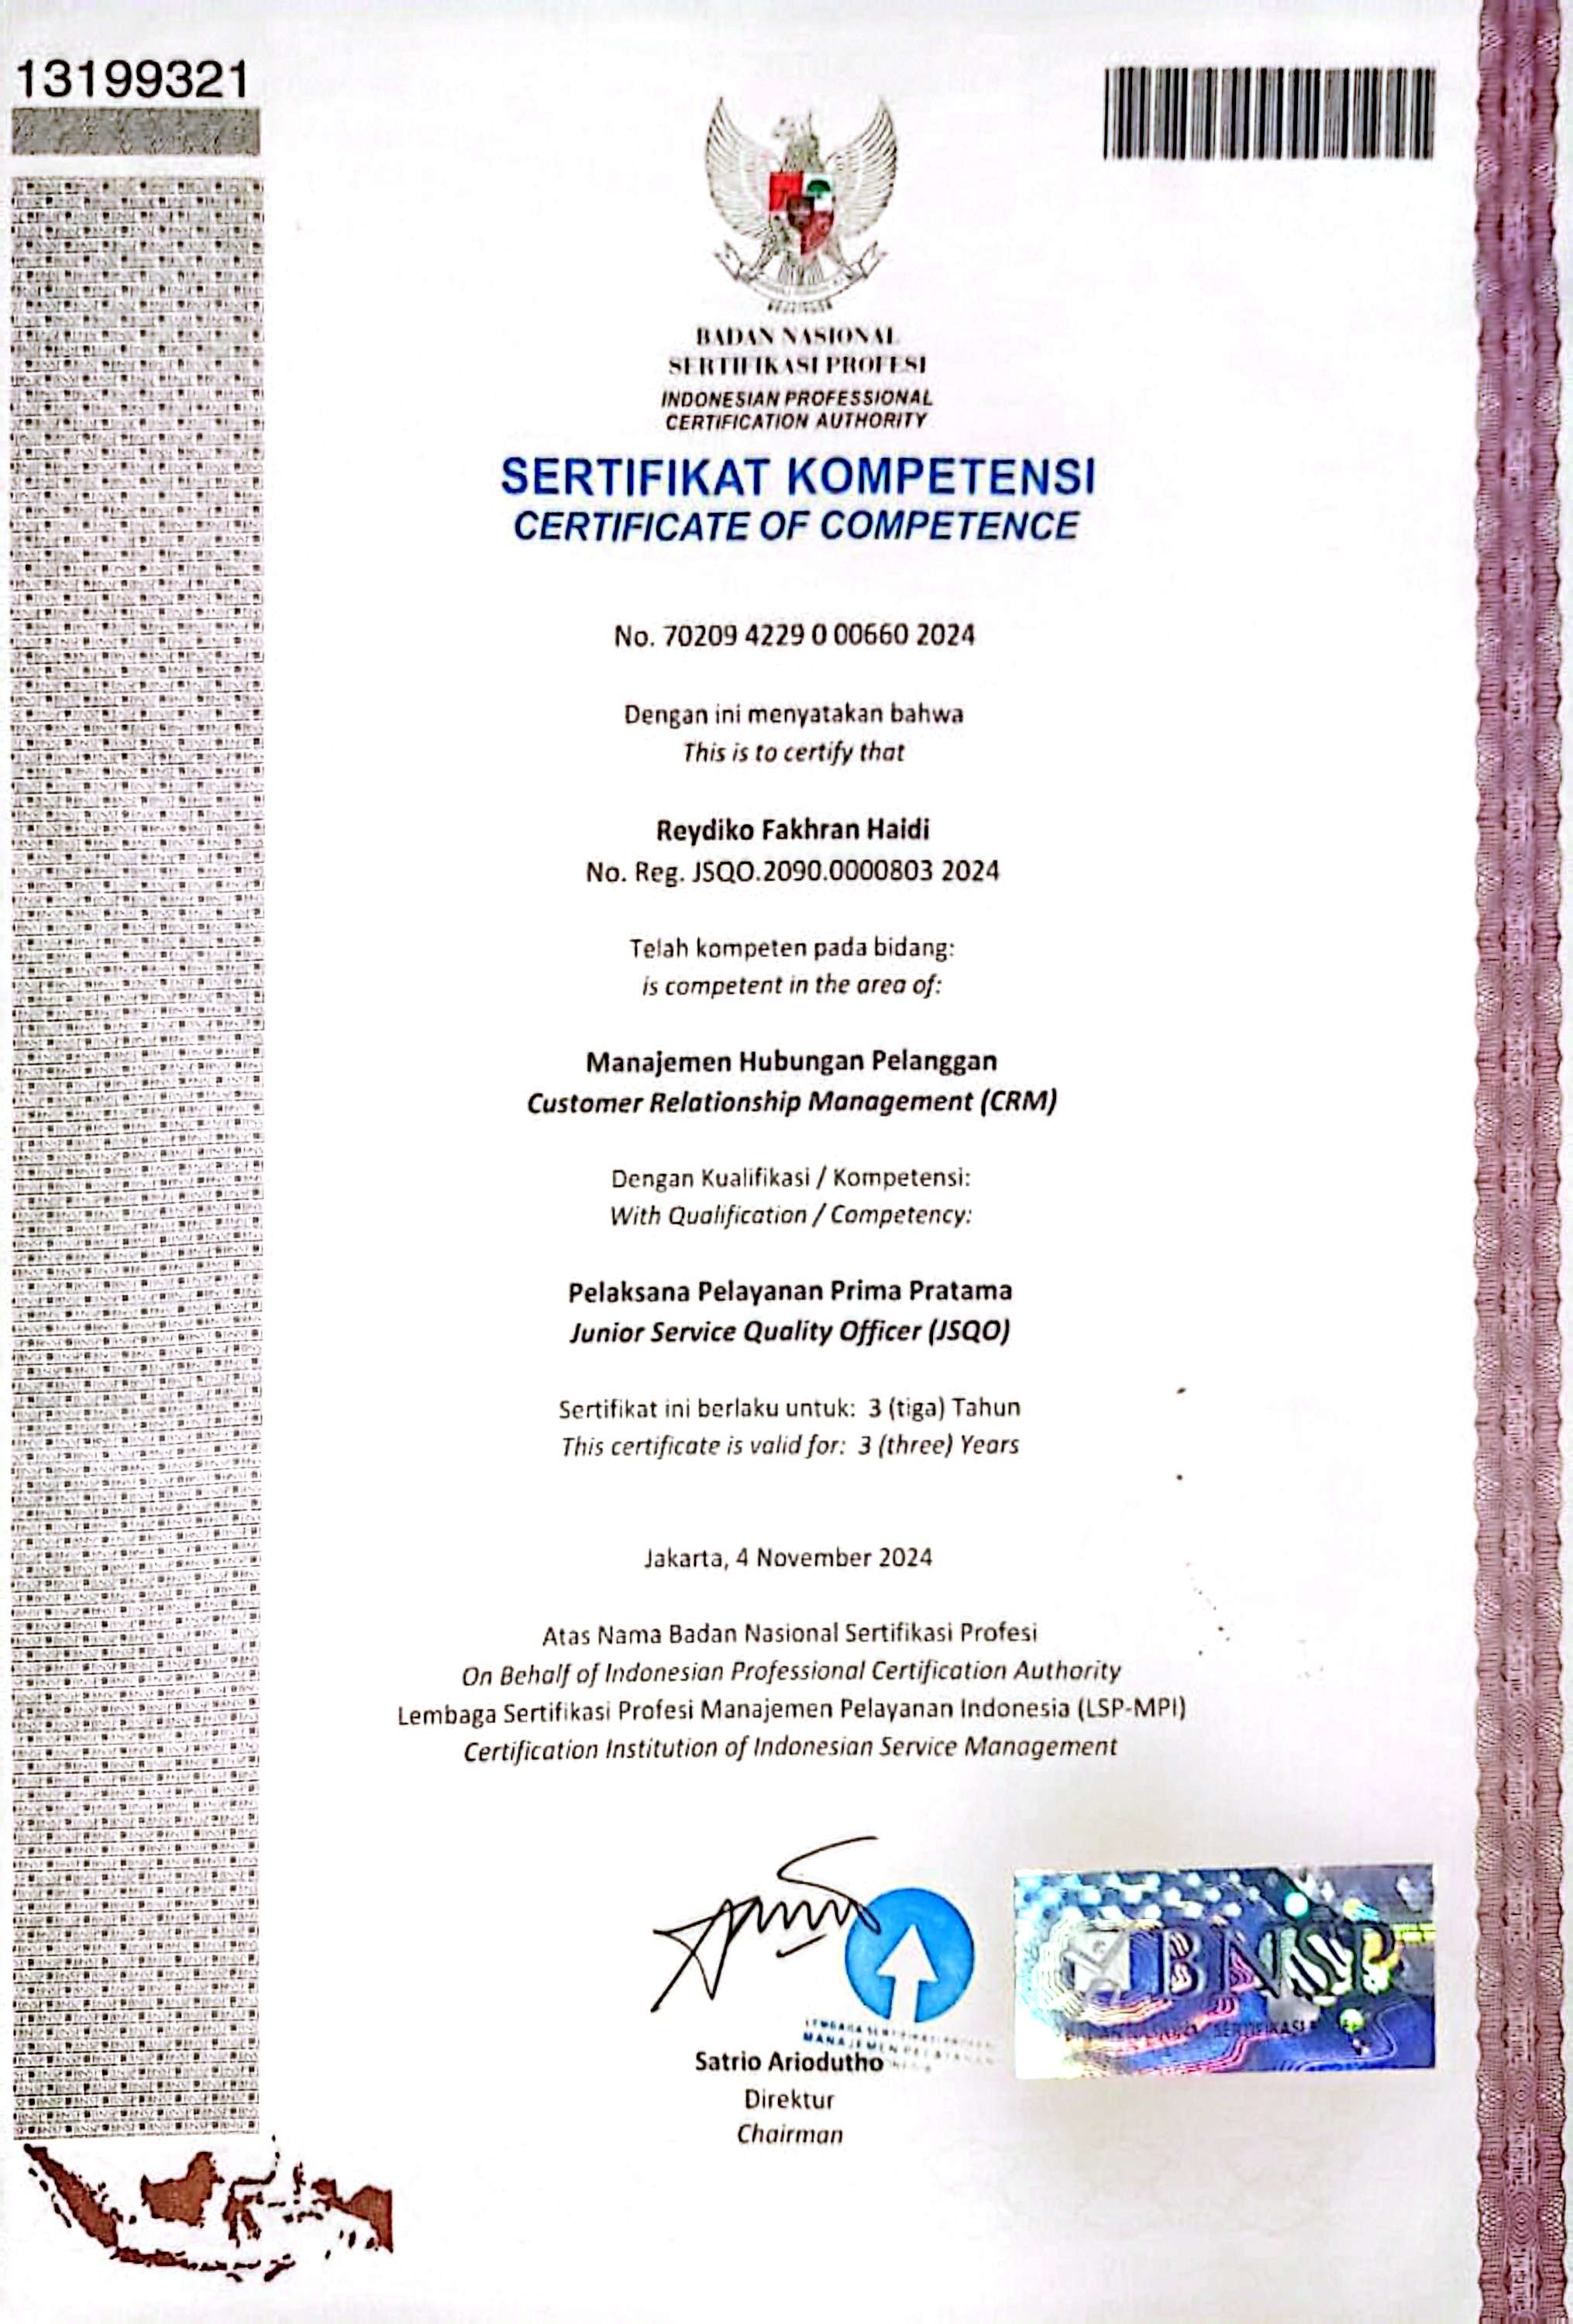 13199321
BADAN NASIONAL
SERTIFIKASI PROFESI
INDONESIAN PROFESSIONAL
CERTIFICATION AUTHORITY
SERTIFIKAT KOMPETENSI
CERTIFICATE OF COMPETENCE
No. 70209 4229 0 00660 2024
Dengan ini menyatakan bahwa
This is to certify that
Reydiko Fakhran Haidi
No. Reg. JSQO.2090.0000803 2024
Telah kompeten pada bidang:
is competent in the area of:
Manajemen Hubungan Pelanggan
Customer Relationship Management (CRM)
Dengan Kualifikasi / Kompetensi:
With Qualification / Competency:
Pelaksana Pelayanan Prima Pratama
Junior Service Quality Officer (JSQO)
Sertifikat ini berlaku untuk: 3 (tiga) Tahun
This certificate is valid for: 3 (three) Years
Jakarta, 4 November 2024
Atas Nama Badan Nasional Sertifikasi Profesi
On Behalf of Indonesian Professional Certification Authority
Lembaga Sertifikasi Profesi Manajemen Pelayanan Indonesia (LSP-MPI)
Certification Institution of Indonesian Service Management
BNSP
LEMBAGA SERTIFIKASI PROFESI
MANAJEMEN PELAYANAN
Satrio Ariodutho
Direktur
Chairman